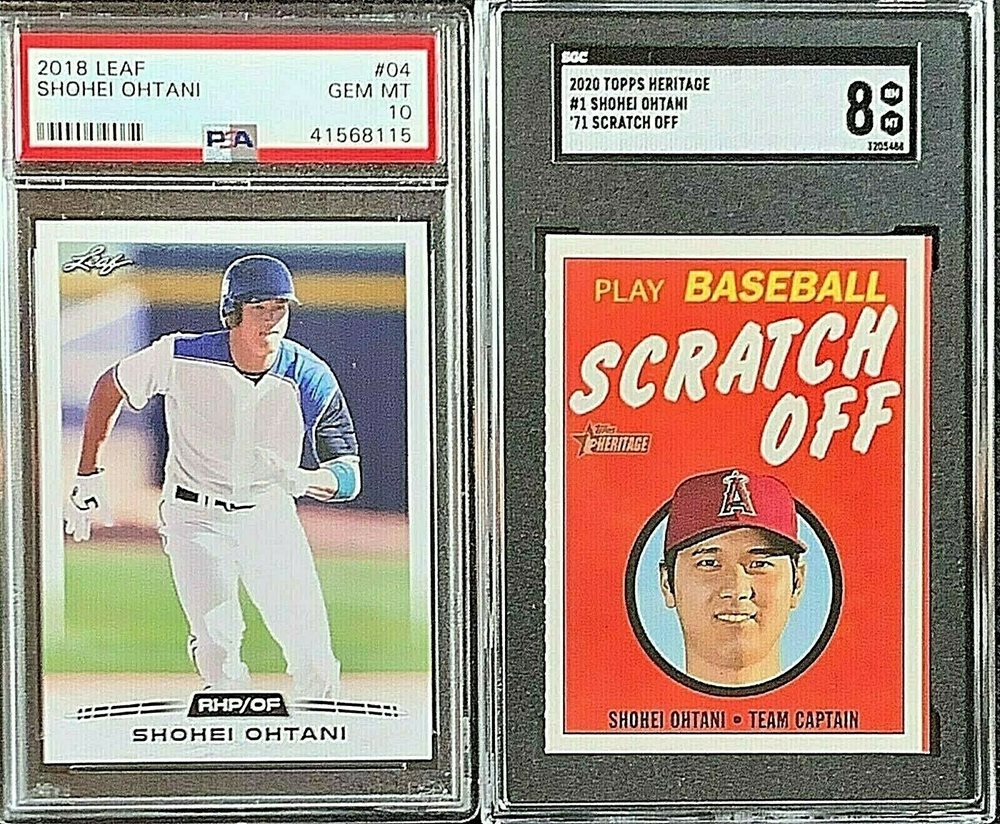 2018 LEAF #04
SHOHEI OHTANI GEM MT
10
PSA 41568115
Leaf
RHP/OF
SHOHEI OHTANI
SGC
2020 TOPPS HERITAGE
#1 SHOHEI OHTANI
'71 SCRATCH OFF
8 NM
MT
3205468
PLAY BASEBALL
SCRATCH
OFF
Topps
HERITAGE
A
SHOHEI OHTANI • TEAM CAPTAIN